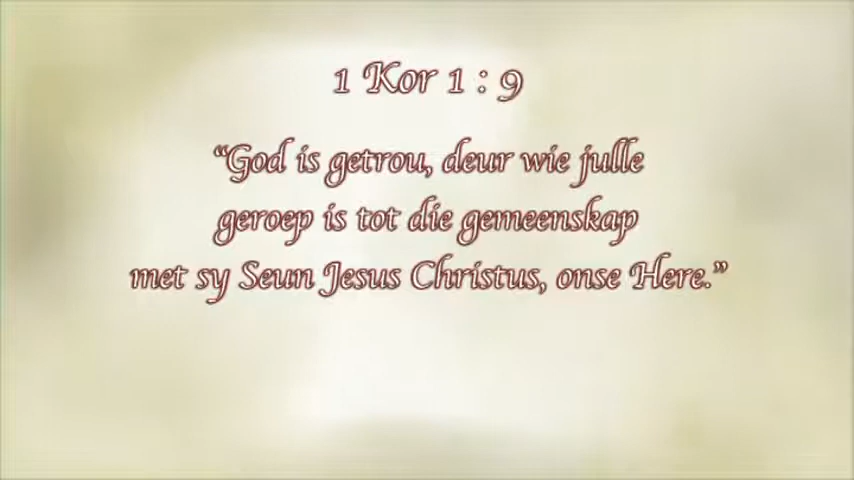 1 Kor 1 : 9
“God is getrou, deur wie julle
geroep is tot die gemeenskap
met sy Seun Jesus Christus, onse Here.”